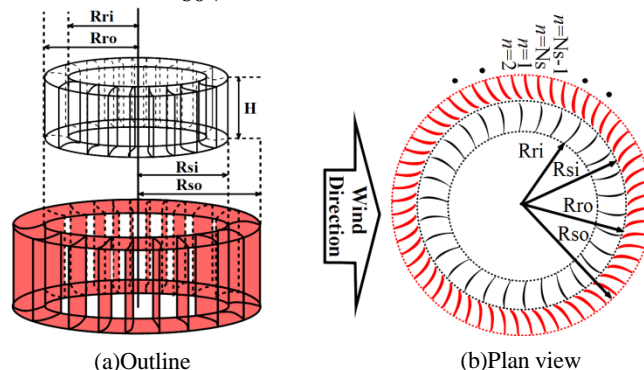 Rri
Rro
H
Rsi
Rso
(a)Outline
n=2
n=1
n=Ns
n=Ns-1
Wind
Direction
Rri
Rsi
Rro
Rso
(b)Plan view